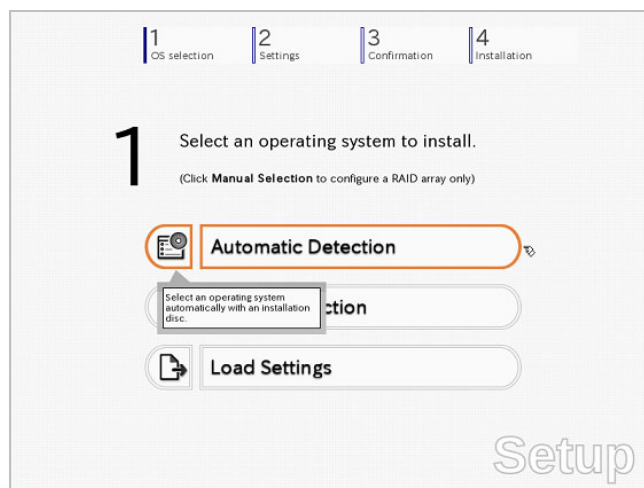 1
OS selection
2
Settings
3
Confirmation
4
Installation
1
Select an operating system to install.
(Click Manual Selection to configure a RAID array only)
Automatic Detection
Select an operating system
automatically with an installation
disc.
ction
Load Settings
Setup